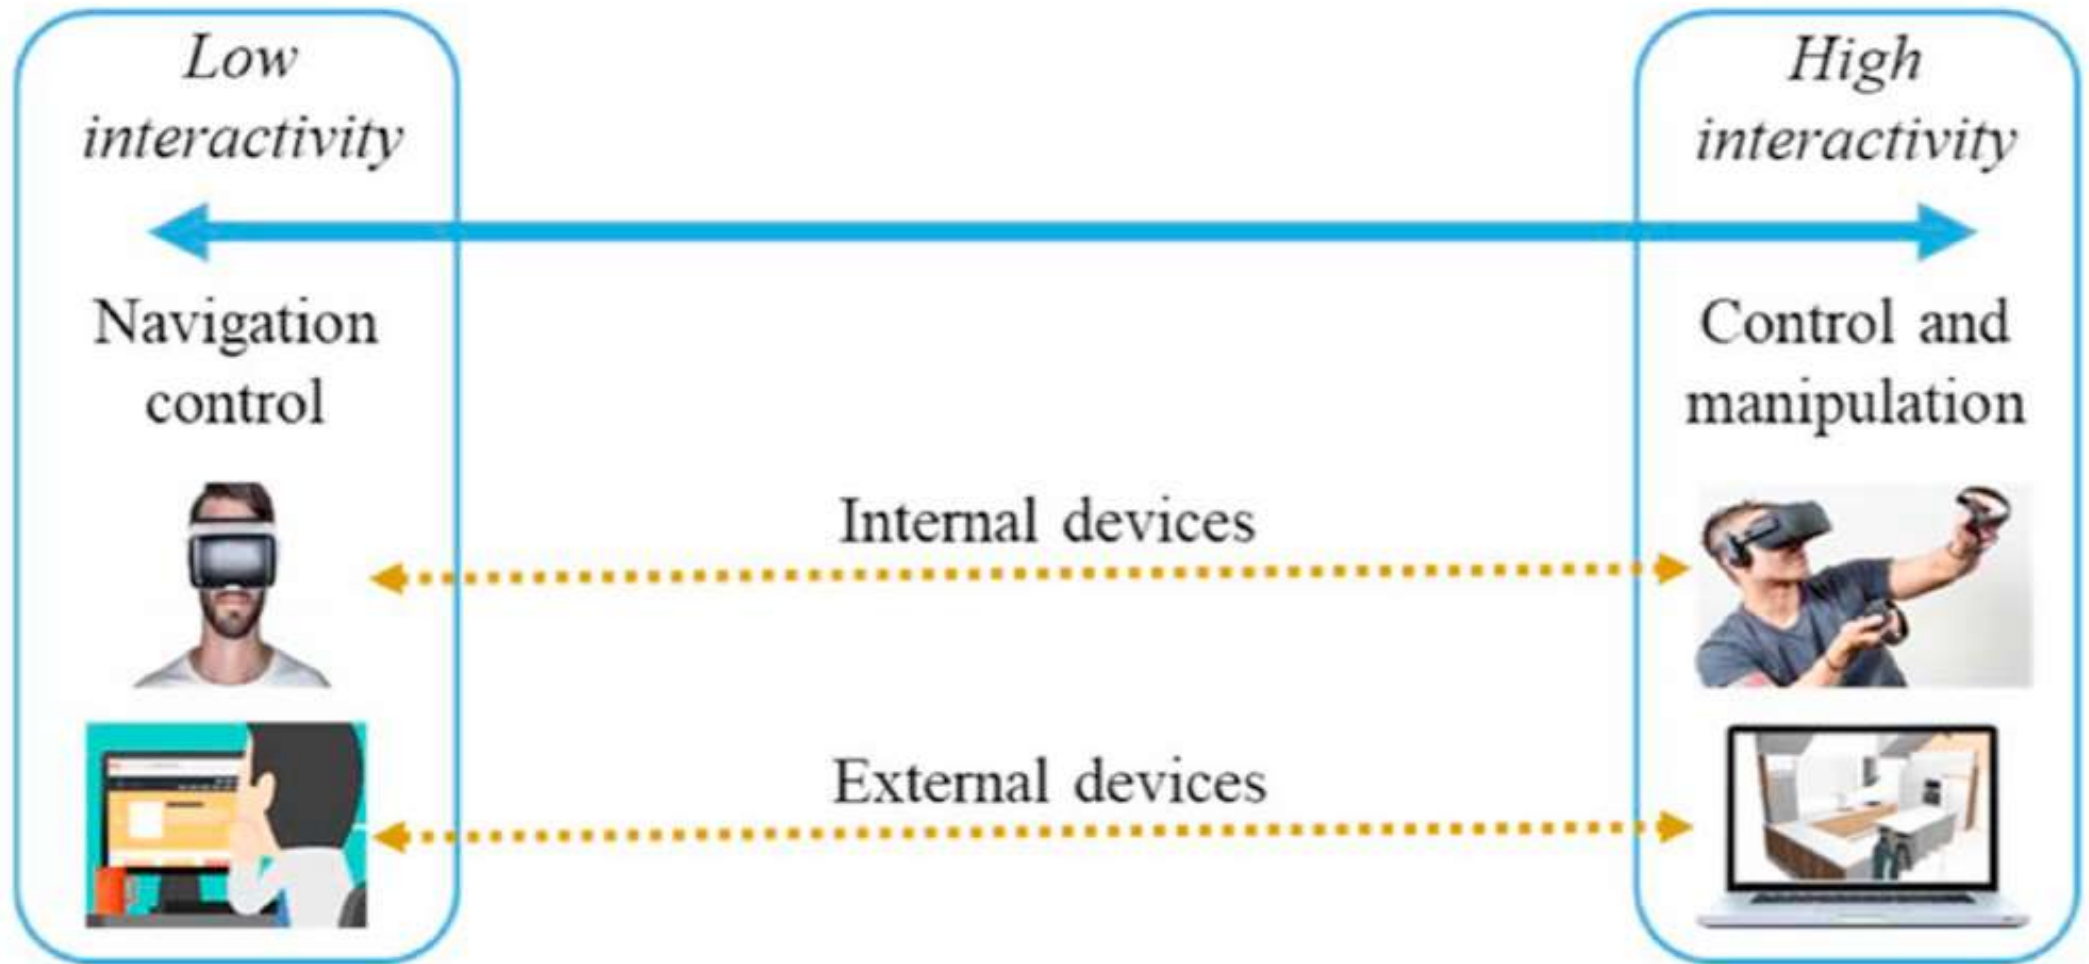 Low
interactivity
High
interactivity
Navigation
control
Control and
manipulation
Internal devices
External devices